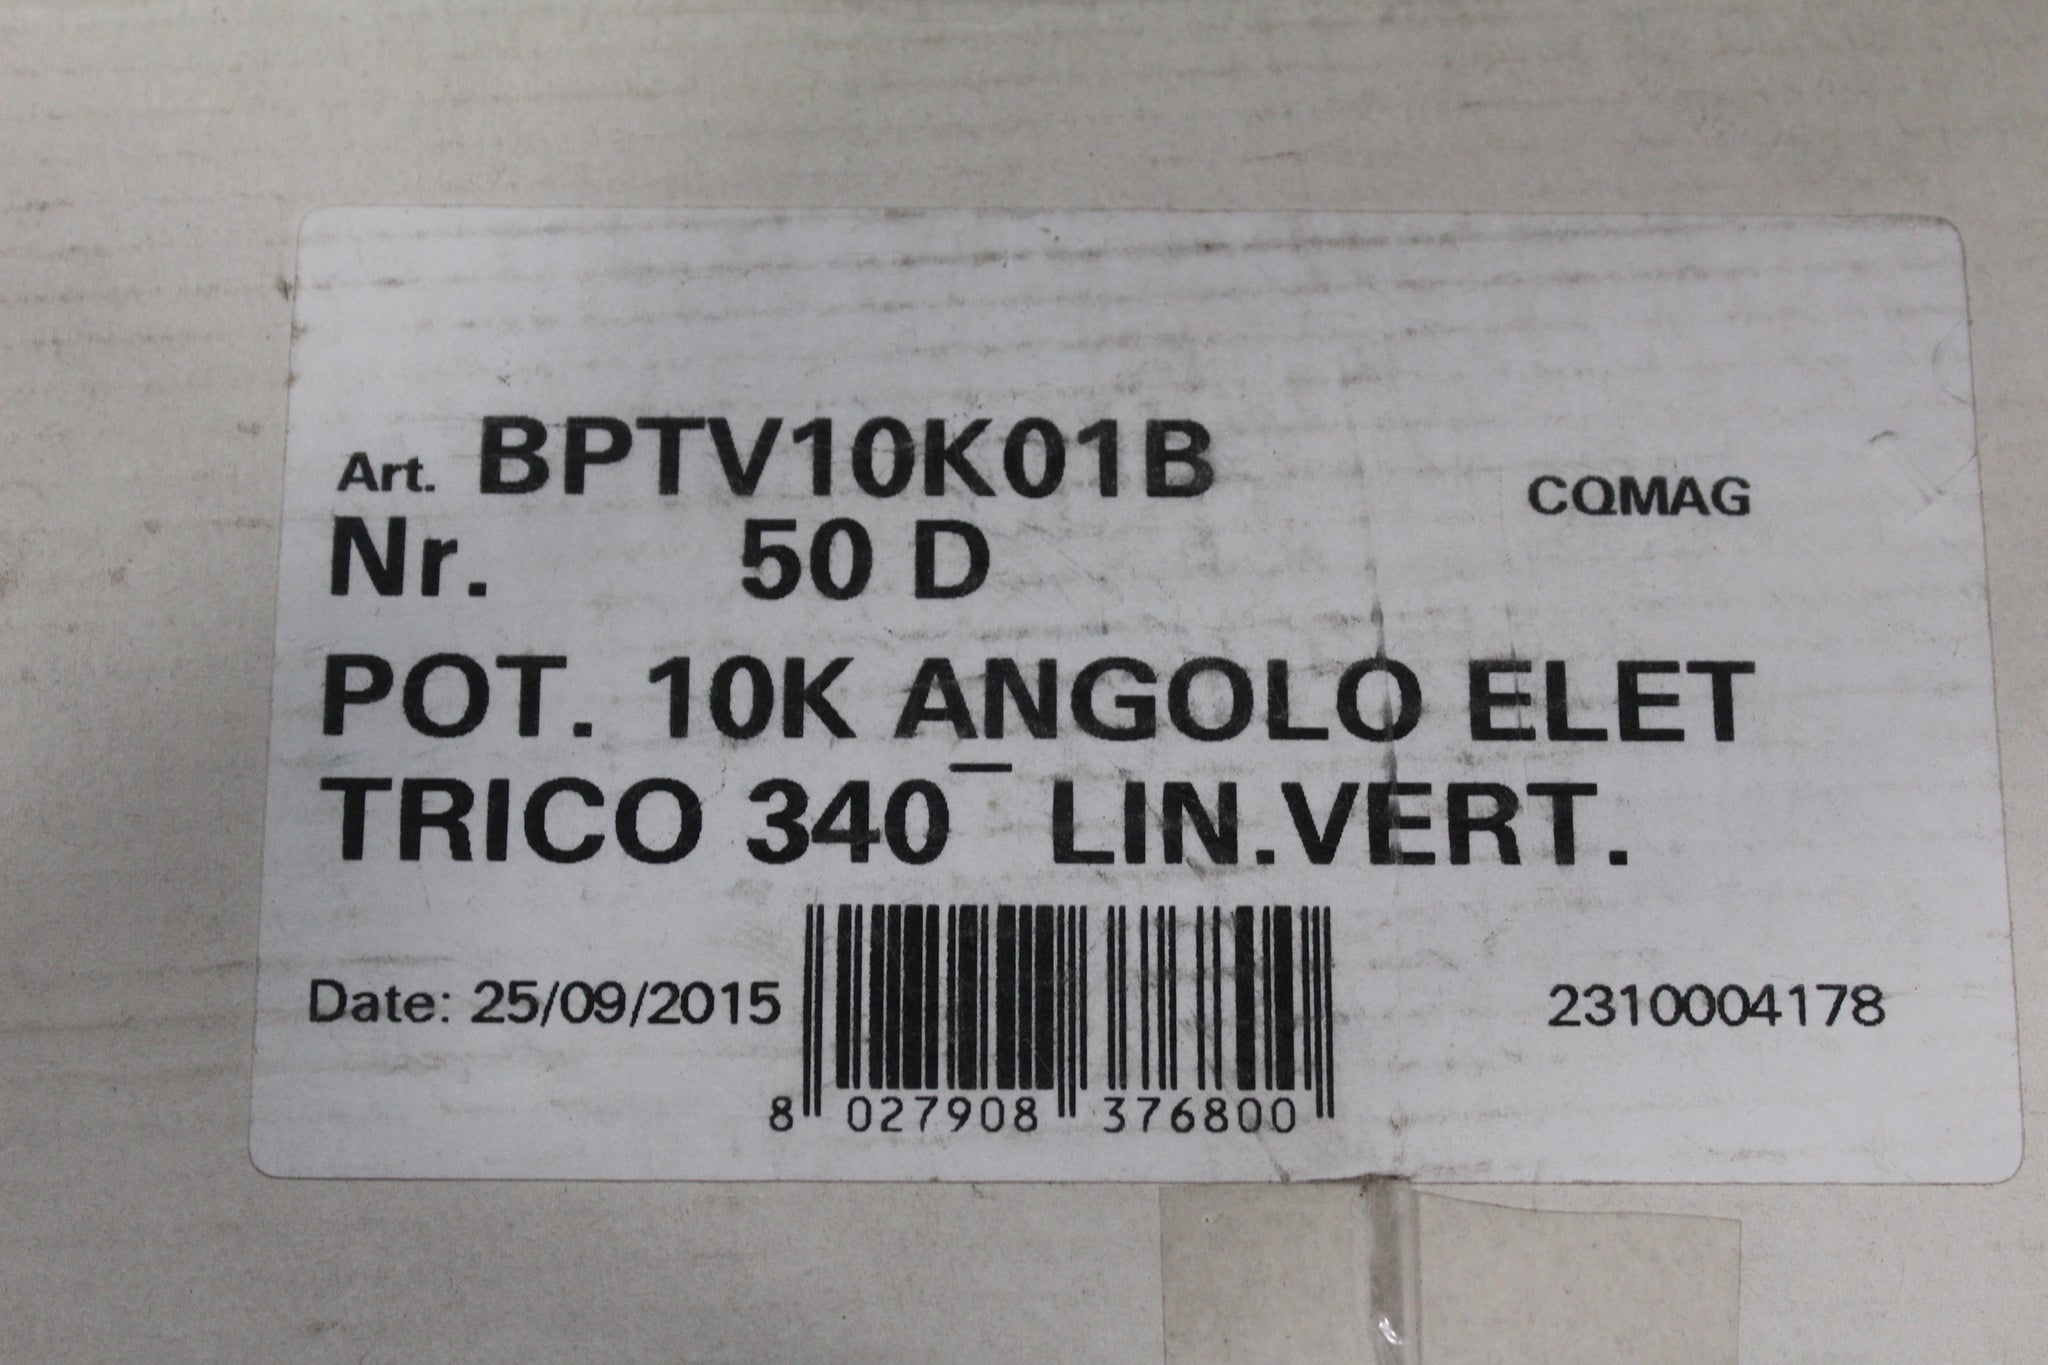 Art. BPTV10K01B
CQMAG
Nr. 50 D
POT. 10K ANGOLO ELET
TRICO 340¯ LIN.VERT.
Date: 25/09/2015
2310004178
8 027908 376800